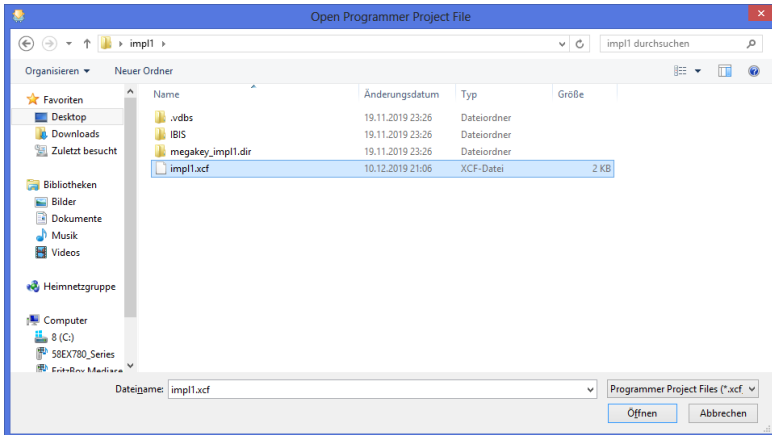 Open Programmer Project File
impl1
impl1 durchsuchen
Organisieren Neuer Ordner
Name Änderungsdatum Typ Größe
Favoriten
Desktop
Downloads
Zuletzt besucht
Bibliotheken
Bilder
Dokumente
Musik
Videos
Heimnetzgruppe
Computer
8 (C:)
58EX780_Series
FritzBox Mediase
.vdbs 19.11.2019 23:26 Dateiordner
IBIS 19.11.2019 23:26 Dateiordner
megakey_impl1.dir 19.11.2019 23:26 Dateiordner
impl1.xcf 10.12.2019 21:06 XCF-Datei 2 KB
Dateiname: impl1.xcf
Programmer Project Files (*.xcf
Öffnen Abbrechen